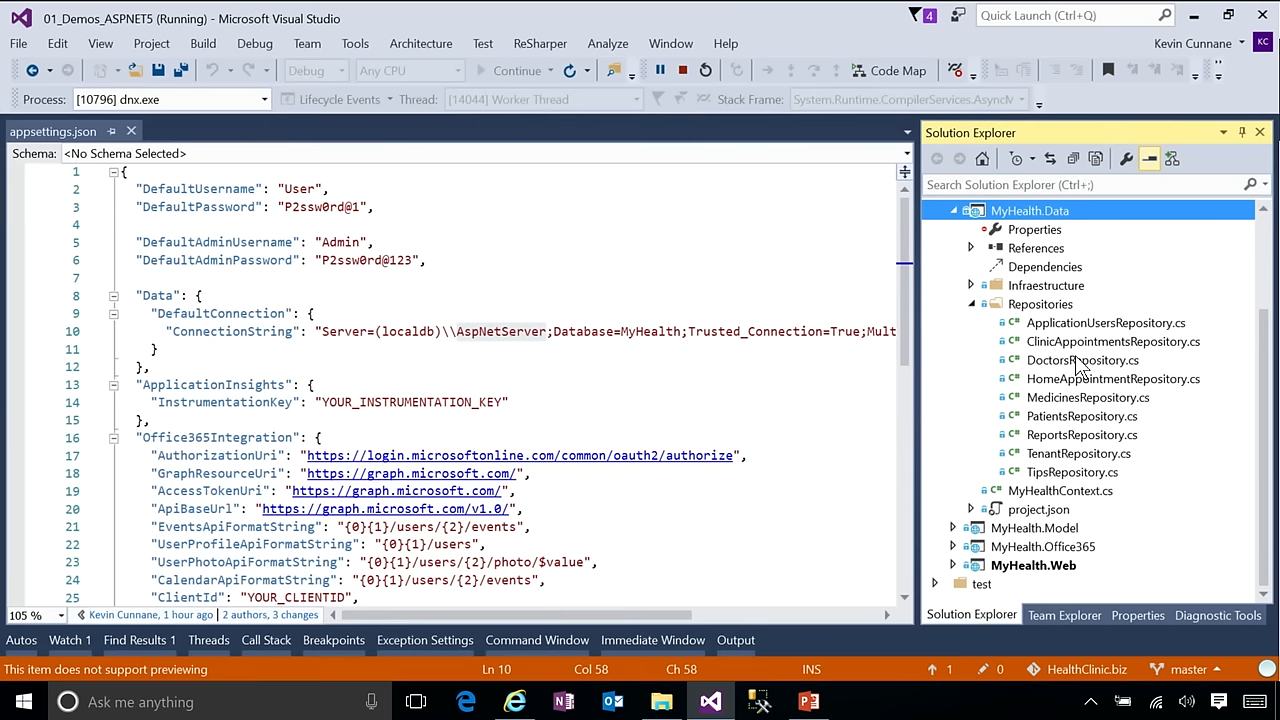 01_Demos_ASPNET5 (Running) - Microsoft Visual Studio
4
Quick Launch (Ctrl+Q)
File Edit View Project Build Debug Team Tools Architecture Test ReSharper Analyze Window Help
Kevin Cunnane
KC
Debug Any CPU Continue Code Map
Process: [10796] dnx.exe Lifecycle Events Thread: [14044] Worker Thread Stack Frame: System.Runtime.CompilerServices.AsyncM
appsettings.json
Schema: <No Schema Selected>
1 {
2 "DefaultUsername": "User",
3 "DefaultPassword": "P2ssw0rd@1",
4
5 "DefaultAdminUsername": "Admin",
6 "DefaultAdminPassword": "P2ssw0rd@123",
7
8 "Data": {
9 "DefaultConnection": {
10 "ConnectionString": "Server=(localdb)\\AspNetServer;Database=MyHealth;Trusted_Connection=True;Mult
11 }
12 },
13 "ApplicationInsights": {
14 "InstrumentationKey": "YOUR_INSTRUMENTATION_KEY"
15 },
16 "Office365Integration": {
17 "AuthorizationUri": "https://login.microsoftonline.com/common/oauth2/authorize",
18 "GraphResourceUri": "https://graph.microsoft.com/",
19 "AccessTokenUri": "https://graph.microsoft.com/",
20 "ApiBaseUrl": "https://graph.microsoft.com/v1.0/",
21 "EventsApiFormatString": "{0}{1}/users/{2}/events",
22 "UserProfileApiFormatString": "{0}{1}/users",
23 "UserPhotoApiFormatString": "{0}{1}/users/{2}/photo/$value",
24 "CalendarApiFormatString": "{0}{1}/users/{2}/events",
25 "ClientId": "YOUR_CLIENTID",
105 % Kevin Cunnane, 1 hour ago | 2 authors, 3 changes
Solution Explorer
Search Solution Explorer (Ctrl+;)
MyHealth.Data
Properties
References
Dependencies
Infrastructure
Repositories
C# ApplicationUsersRepository.cs
C# ClinicAppointmentsRepository.cs
C# DoctorsRepository.cs
C# HomeAppointmentRepository.cs
C# MedicinesRepository.cs
C# PatientsRepository.cs
C# ReportsRepository.cs
C# TenantRepository.cs
C# TipsRepository.cs
C# MyHealthContext.cs
project.json
MyHealth.Model
MyHealth.Office365
MyHealth.Web
test
Solution Explorer Team Explorer Properties Diagnostic Tools
Autos Watch 1 Find Results 1 Threads Call Stack Breakpoints Exception Settings Command Window Immediate Window Output
This item does not support previewing Ln 10 Col 58 Ch 58 INS 1 0 HealthClinic.biz master
Ask me anything